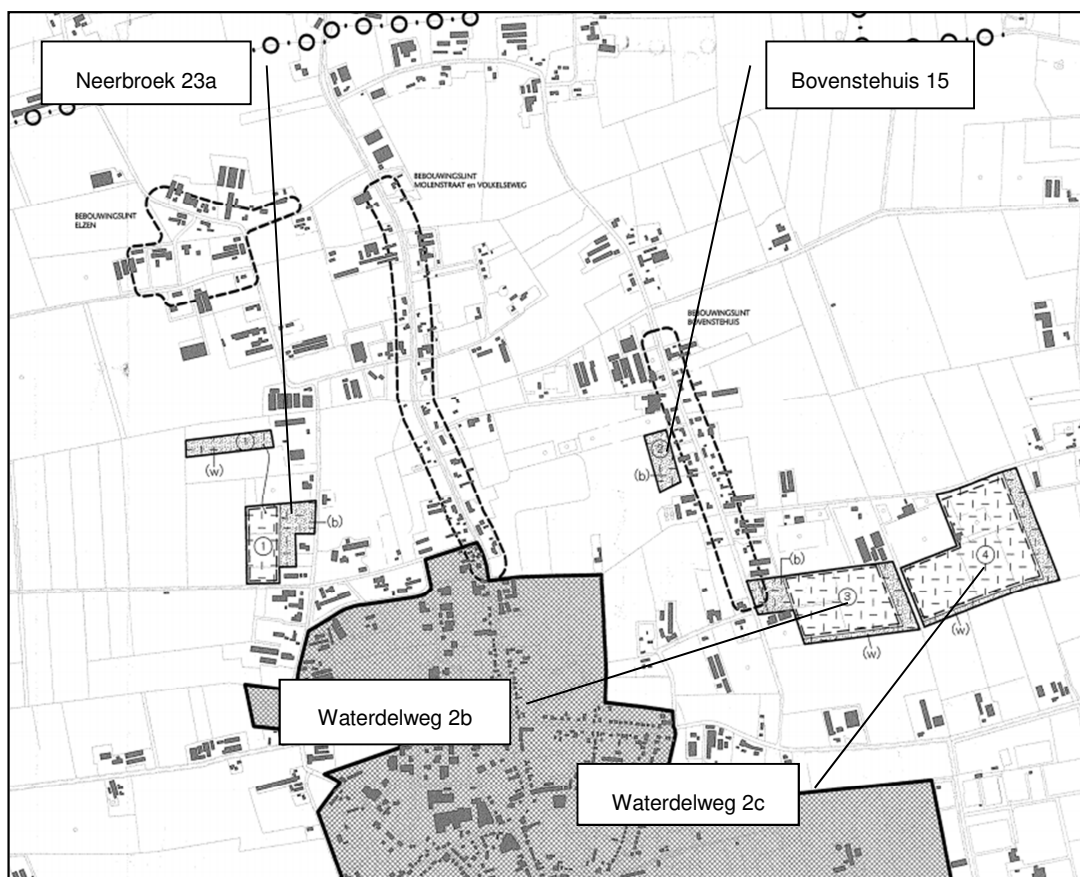 Neerbroek 23a
Bovenstehuis 15
BEBOUWINGSLINT
MOLENSTRAAT en VOLKELSEWEG
BEBOUWINGSLINT
ELZEN
BEBOUWINGSLINT
BOVENSTEHUIS
1
(w)
2
(b)
(b)
1
4
(b)
3
(w)
(w)
Waterdelweg 2b
Waterdelweg 2c